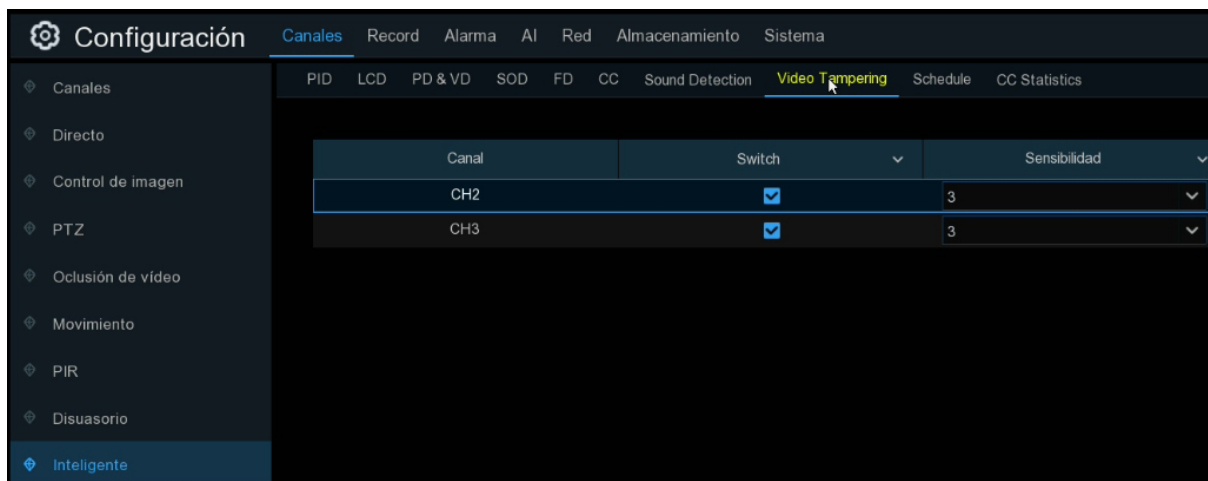 Configuración Canales Record Alarma AI Red Almacenamiento Sistema
Canales
Directo
Control de imagen
PTZ
Oclusión de vídeo
Movimiento
PIR
Disuasorio
Inteligente
PID LCD PD & VD SOD FD CC Sound Detection Video Tampering Schedule CC Statistics
Canal Switch Sensibilidad
CH2 3
CH3 3